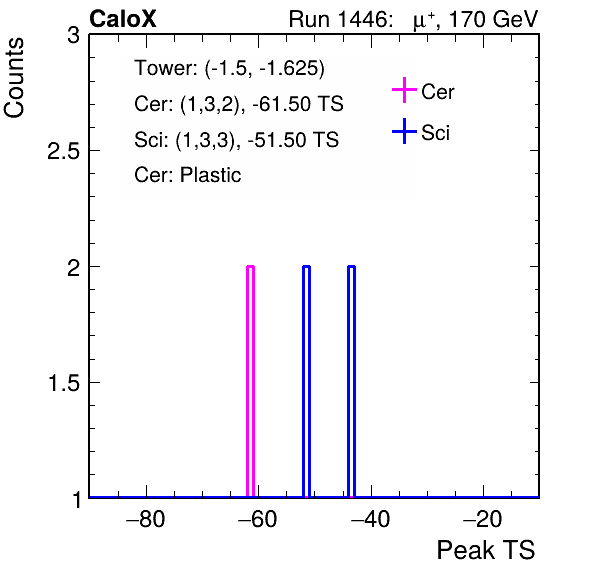 CaloX Run 1446: μ⁺, 170 GeV
Counts
3
2.5
2
1.5
1
Tower: (-1.5, -1.625)
Cer: (1,3,2), -61.50 TS
Sci: (1,3,3), -51.50 TS
Cer: Plastic
Cer
Sci
−80 −60 −40 −20
Peak TS